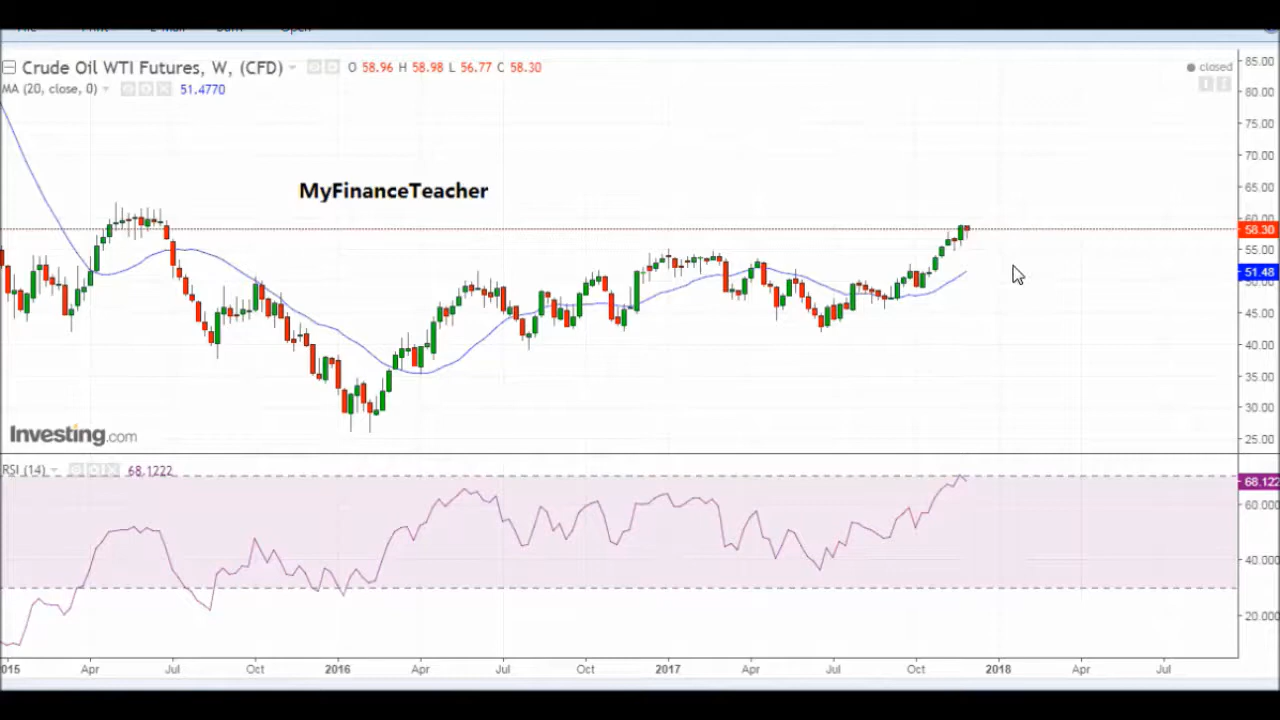 Crude Oil WTI Futures, W, (CFD) O 58.96 H 58.98 L 56.77 C 58.30
closed
MA (20, close, 0) 51.4770
MyFinanceTeacher
85.00
80.00
75.00
70.00
65.00
60.00
58.30
55.00
51.48
50.00
45.00
40.00
35.00
30.00
25.00
Investing.com
RSI (14) 68.1222
68.122
60.000
40.000
20.000
2015 Apr Jul Oct 2016 Apr Jul Oct 2017 Apr Jul Oct 2018 Apr Jul